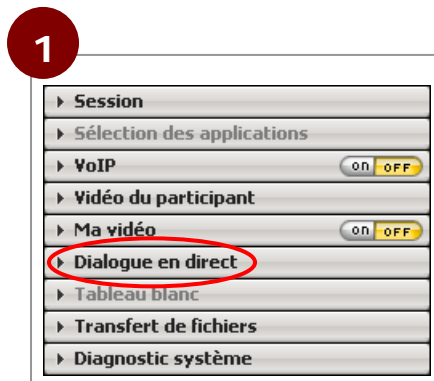 1
Session
Sélection des applications
VoIP on OFF
Vidéo du participant
Ma vidéo on OFF
Dialogue en direct
Tableau blanc
Transfert de fichiers
Diagnostic système